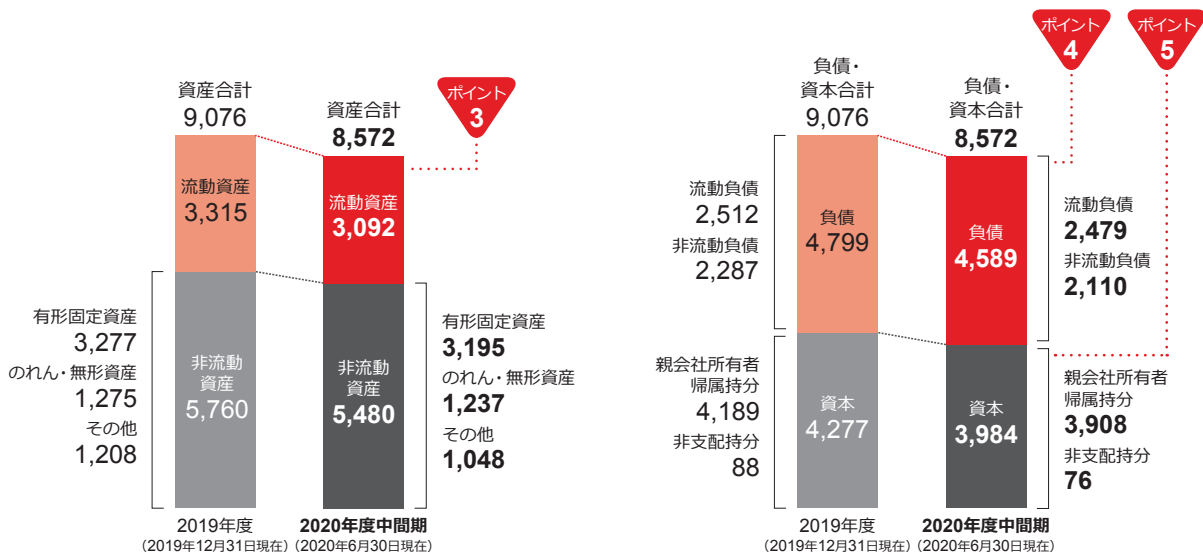 ポイント
3
資産合計
9,076
資産合計
8,572
流動資産
3,315
流動資産
3,092
有形固定資産
3,277
のれん・無形資産
1,275
その他
1,208
非流動
資産
5,760
非流動
資産
5,480
有形固定資産
3,195
のれん・無形資産
1,237
その他
1,048
2019年度
(2019年12月31日現在)
2020年度中間期
(2020年6月30日現在)
ポイント
4
ポイント
5
負債・
資本合計
9,076
負債・
資本合計
8,572
流動負債
2,512
非流動負債
2,287
負債
4,799
負債
4,589
流動負債
2,479
非流動負債
2,110
親会社所有者
帰属持分
4,189
非支配持分
88
資本
4,277
資本
3,984
親会社所有者
帰属持分
3,908
非支配持分
76
2019年度
(2019年12月31日現在)
2020年度中間期
(2020年6月30日現在)